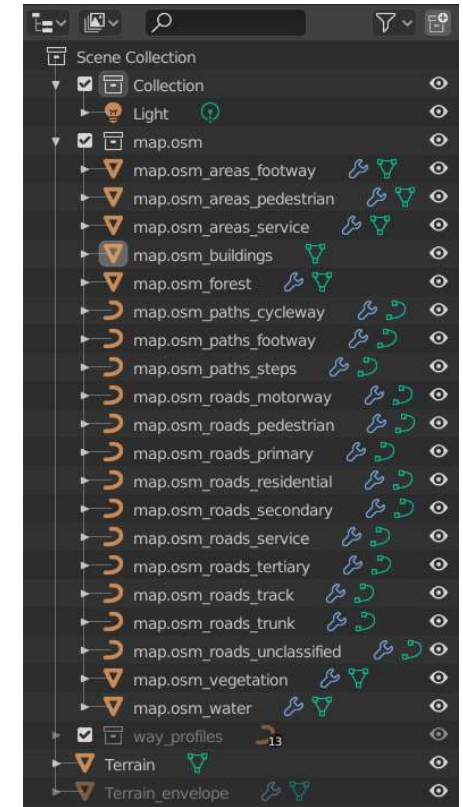 Scene Collection
Collection
Light
map.osm
map.osm_areas_footway
map.osm_areas_pedestrian
map.osm_areas_service
map.osm_buildings
map.osm_forest
map.osm_paths_cycleway
map.osm_paths_footway
map.osm_paths_steps
map.osm_roads_motorway
map.osm_roads_pedestrian
map.osm_roads_primary
map.osm_roads_residential
map.osm_roads_secondary
map.osm_roads_service
map.osm_roads_tertiary
map.osm_roads_track
map.osm_roads_trunk
map.osm_roads_unclassified
map.osm_vegetation
map.osm_water
way_profiles 13
Terrain
Terrain_envelope